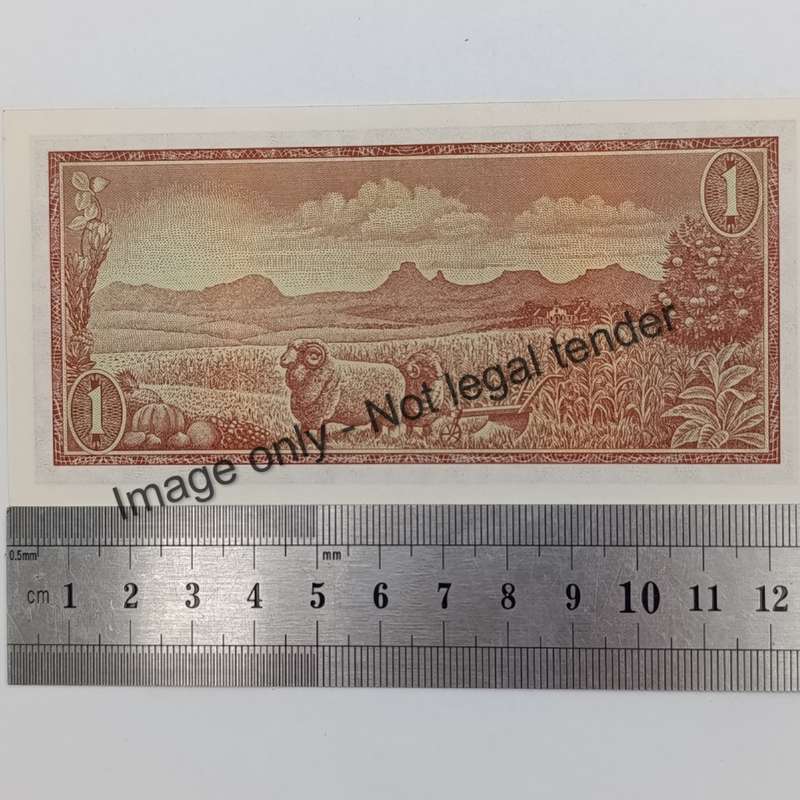 1
1
Image only - Not legal tender
0.5mm
mm
cm 1 2 3 4 5 6 7 8 9 10 11 12